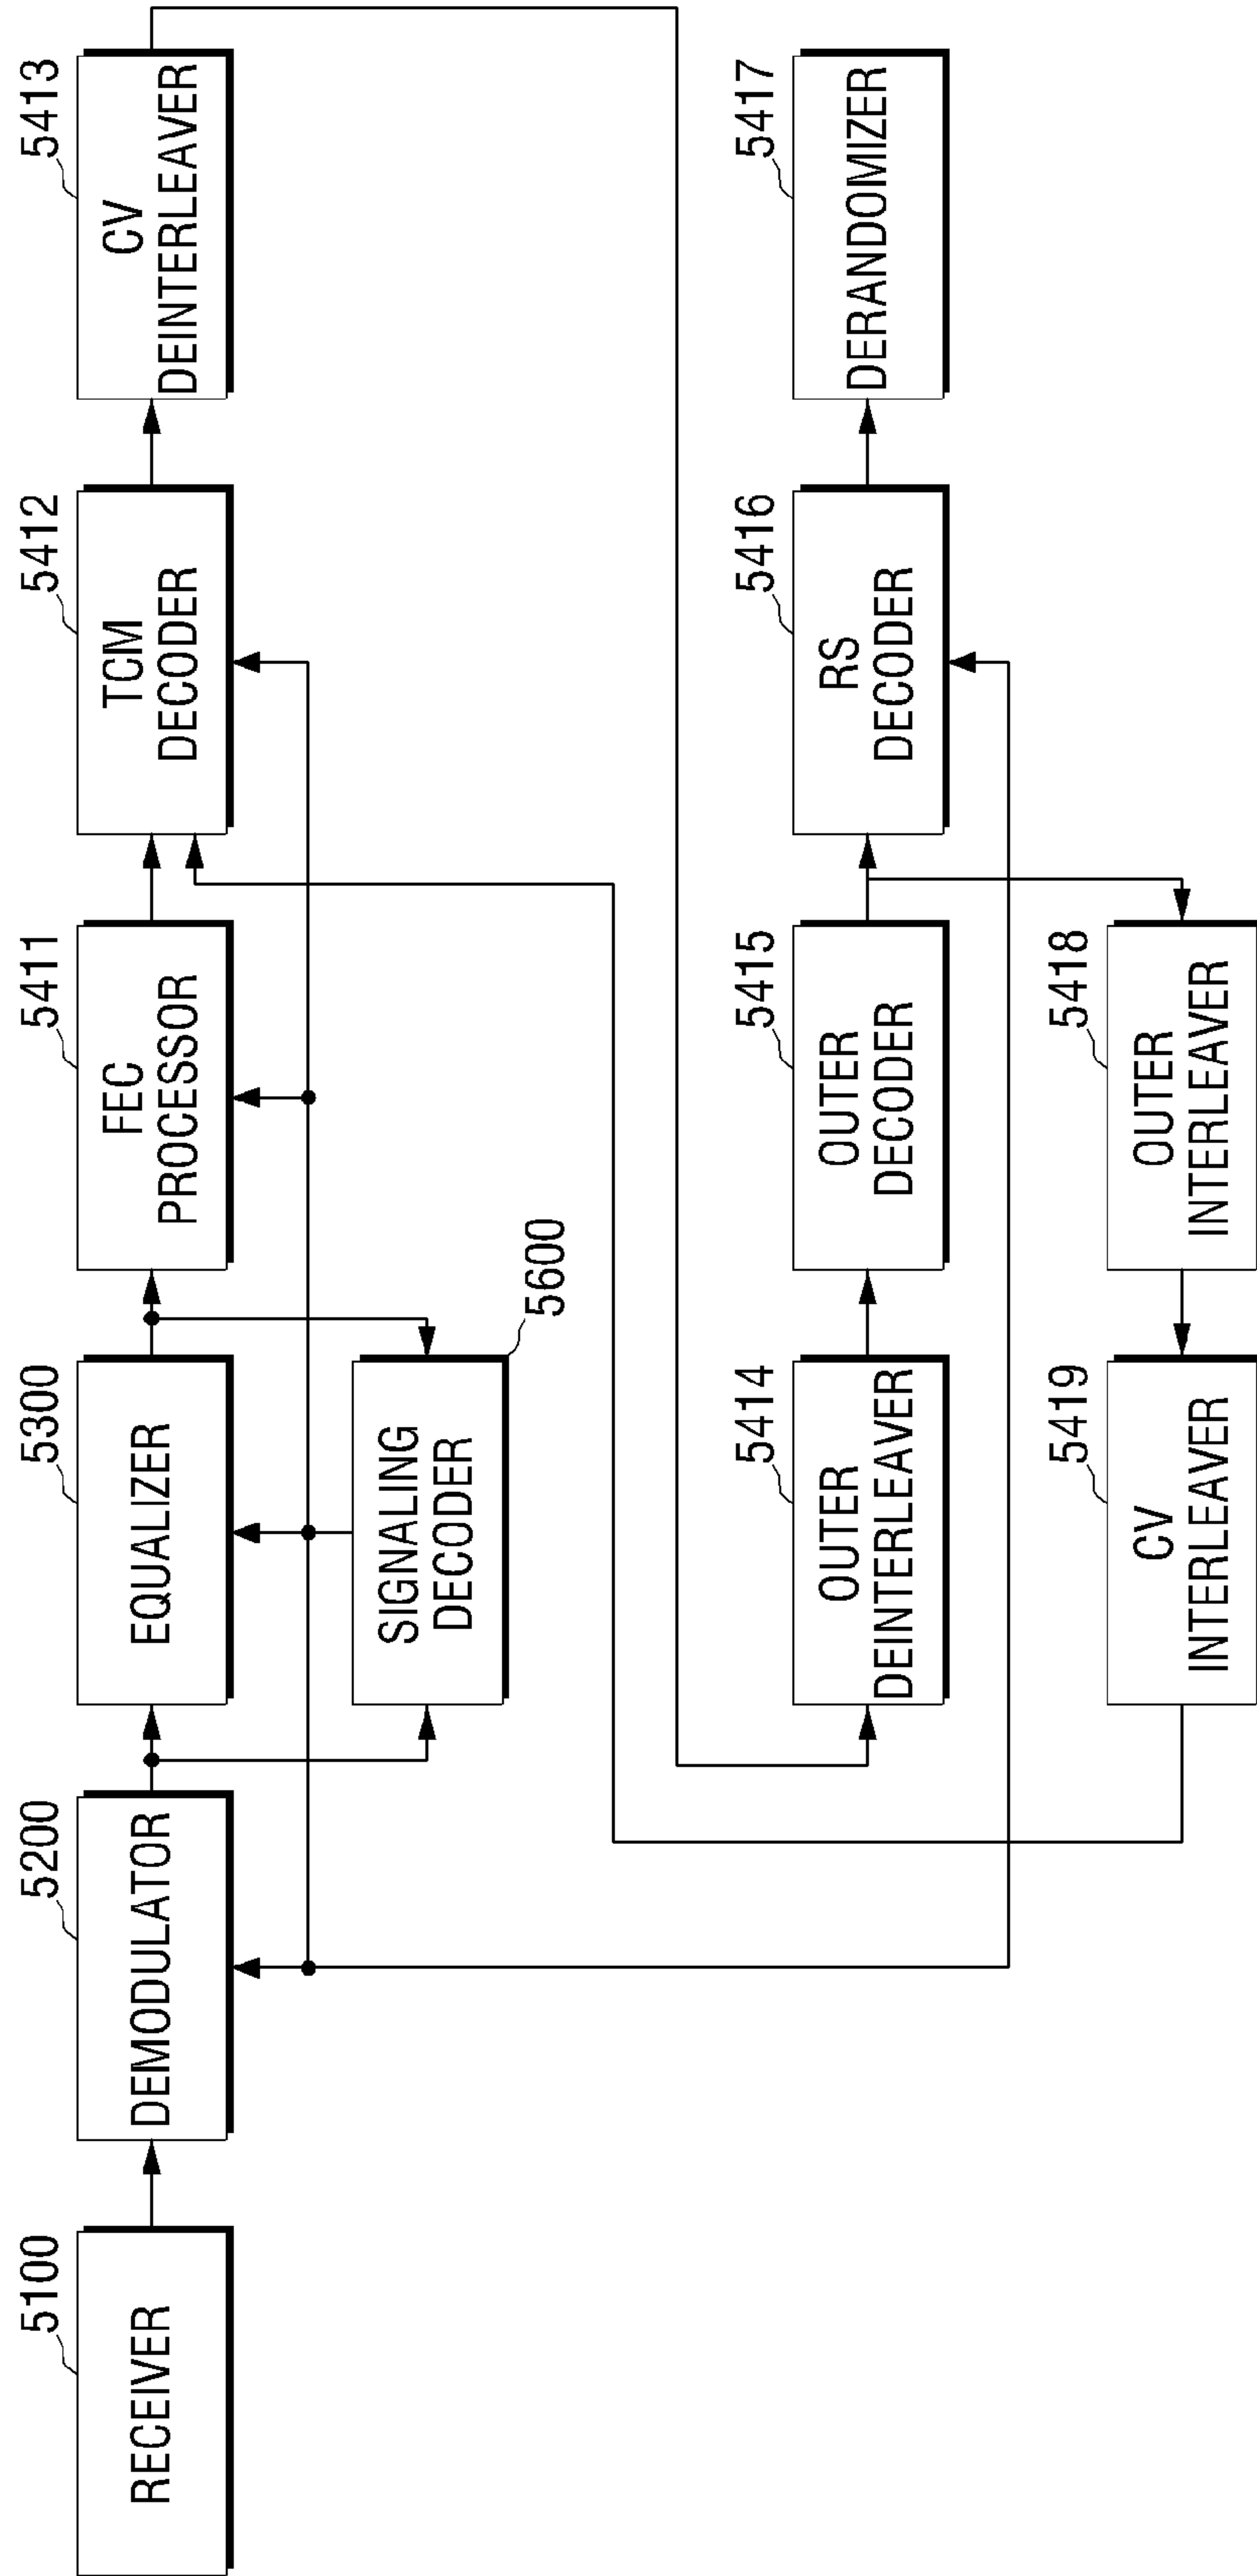 5100
RECEIVER
5200
DEMODULATOR
5300
EQUALIZER
5411
FEC
PROCESSOR
5412
TCM
DECODER
5413
CV
DEINTERLEAVER
5600
SIGNALING
DECODER
5414
OUTER
DEINTERLEAVER
5415
OUTER
DECODER
5416
RS
DECODER
5417
DERANDOMIZER
5419
CV
INTERLEAVER
5418
OUTER
INTERLEAVER